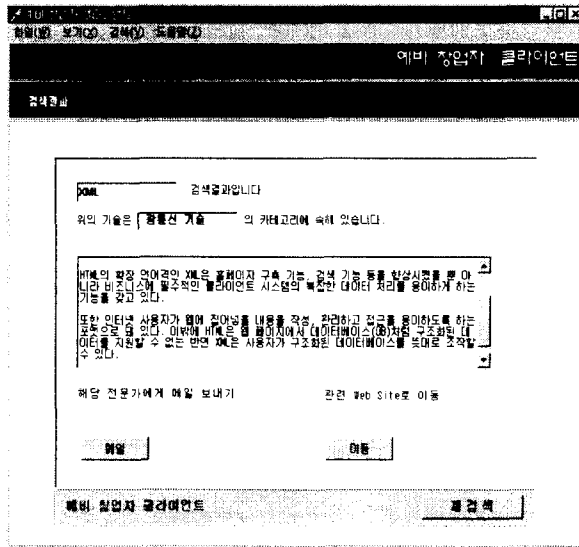 보기(X) 검색(Y) 도움말(Z)
예비 창업자 클라이언트
검색결과
XML 검색결과입니다
위의 기술은 광통신 기술 의 카테고리에 속해 있습니다.
HTML의 확장 언어격인 XML은 홈페이지 구축 기능, 검색 기능 등을 향상시켰을 뿐 아
니라 비즈니스에 필수적인 클라이언트 시스템의 복잡한 데이터 처리를 용이하게 하는
기능을 갖고 있다.
또한 인터넷 사용자가 웹에 집어넣을 내용을 작성, 관리하고 접근을 용이하도록 하는
포맷으로 돼 있다. 이밖에 HTML은 웹 페이지에서 데이터베이스(DB)처럼 구조화된 데
이터를 지원할 수 없는 반면 XML은 사용자가 구조화된 데이터베이스를 뜻대로 조작할
수 있다.
해당 전문가에게 메일 보내기 관련 Web Site로 이동
메일 이동
예비 창업자 클라이언트 재검색